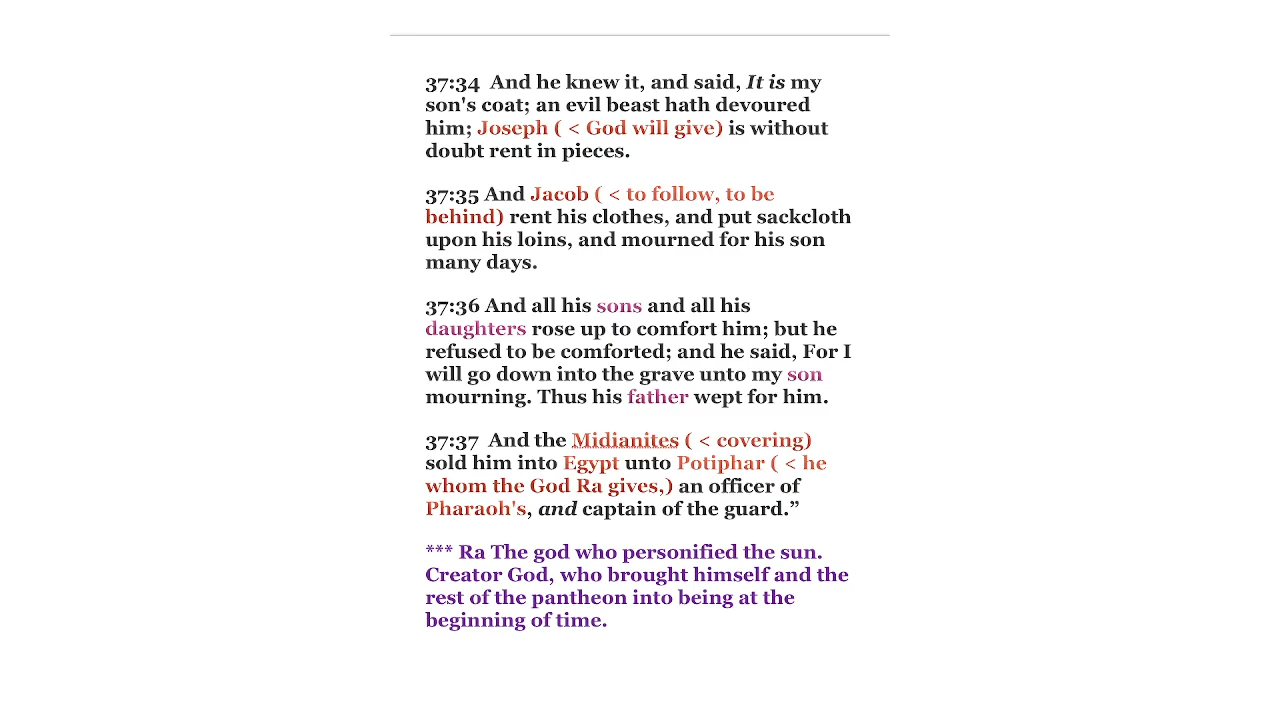 37:34  And he knew it, and said, It is my
son's coat; an evil beast hath devoured
him; Joseph ( < God will give) is without
doubt rent in pieces.
37:35 And Jacob ( < to follow, to be
behind) rent his clothes, and put sackcloth
upon his loins, and mourned for his son
many days.
37:36 And all his sons and all his
daughters rose up to comfort him; but he
refused to be comforted; and he said, For I
will go down into the grave unto my son
mourning. Thus his father wept for him.
37:37  And the Midianites ( < covering)
sold him into Egypt unto Potiphar ( < he
whom the God Ra gives,) an officer of
Pharaoh's, and captain of the guard.”
*** Ra The god who personified the sun.
Creator God, who brought himself and the
rest of the pantheon into being at the
beginning of time.